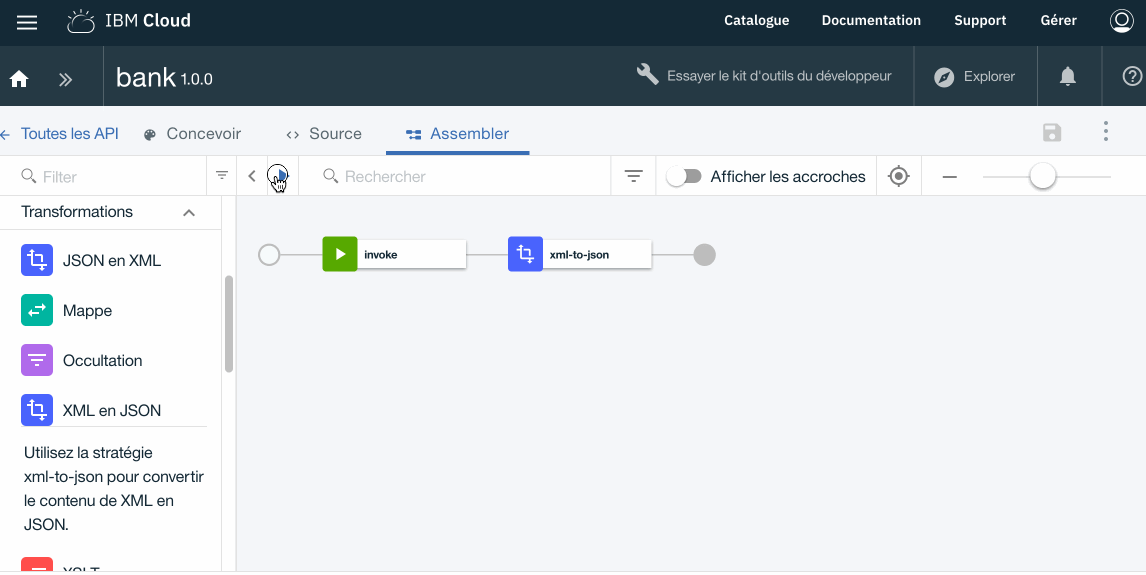 IBM Cloud
Catalogue
Documentation
Support
Gérer
bank 1.0.0
Essayer le kit d'outils du développeur
Explorer
Toutes les API
Concevoir
Source
Assembler
Filter
Rechercher
Afficher les accroches
Transformations
JSON en XML
Mappe
Occultation
XML en JSON
Utilisez la stratégie
xml-to-json pour convertir
le contenu de XML en
JSON.
XSLT
invoke
xml-to-json